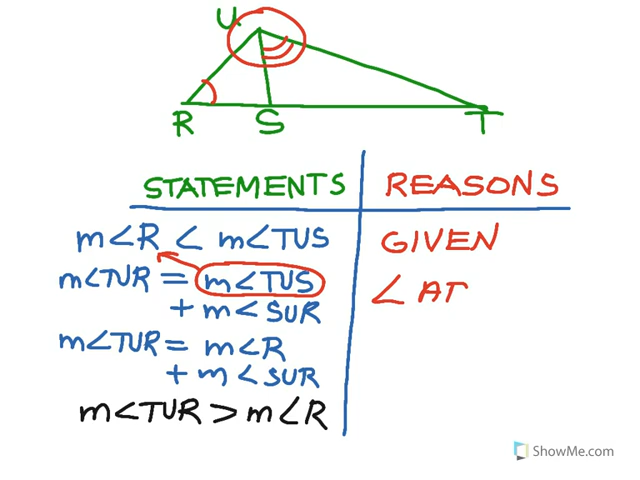 U
R S T
STATEMENTS REASONS
m∠R < m∠TUS GIVEN
m∠TUR = m∠TUS ∠ AT
+ m∠SUR
m∠TUR = m∠R
+ m∠SUR
m∠TUR > m∠R
ShowMe.com